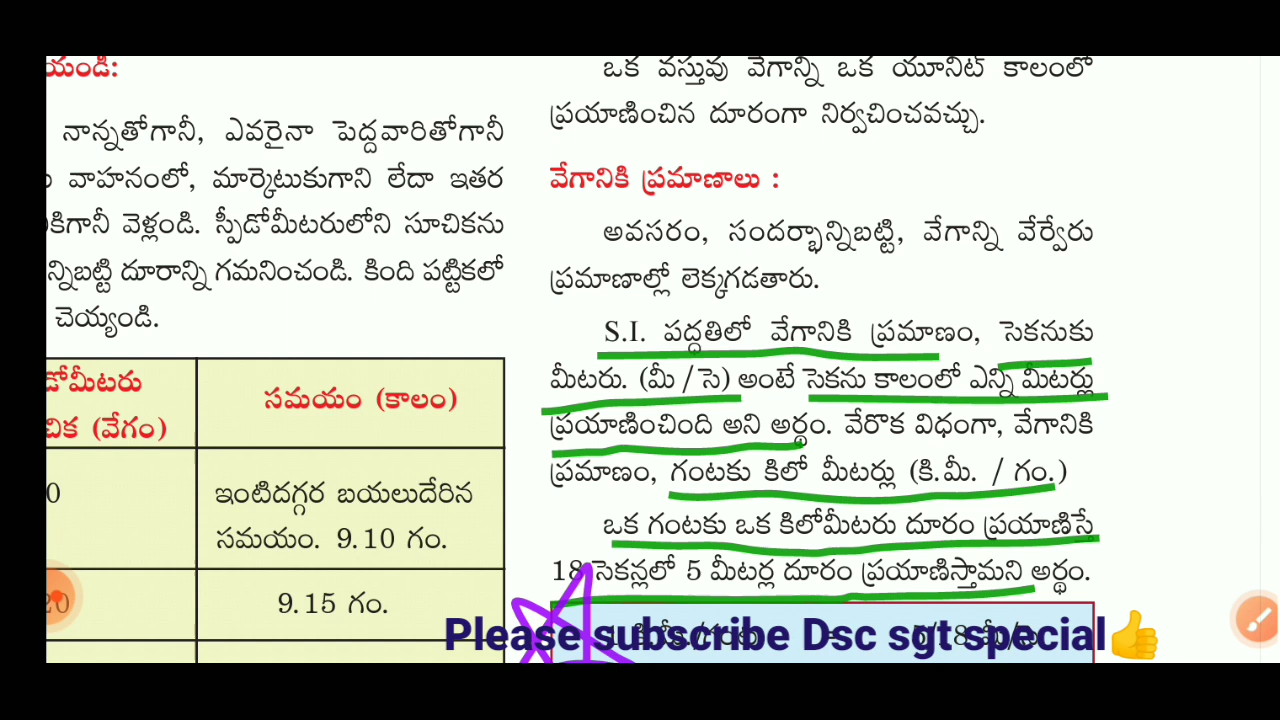 యండి:
నాన్నతోగానీ, ఎవరైనా పెద్దవారితోగానీ
వాహనంలో, మార్కెటుకుగాని లేదా ఇతర
కిగానీ వెళ్లండి. స్పీడోమీటరులోని సూచికను
న్నిబట్టి దూరాన్ని గమనించండి. కింది పట్టికలో
చెయ్యండి.
డోమీటరు
చిక (వేగం)
సమయం (కాలం)
0
ఇంటిదగ్గర బయలుదేరిన
సమయం. 9.10 గం.
20
9.15 గం.
ఒక వస్తువు వేగాన్ని ఒక యూనిట్ కాలంలో
ప్రయాణించిన దూరంగా నిర్వచించవచ్చు.
వేగానికి ప్రమాణాలు :
అవసరం, సందర్భాన్నిబట్టి, వేగాన్ని వేర్వేరు
ప్రమాణాల్లో లెక్కగడతారు.
S.I. పద్ధతిలో వేగానికి ప్రమాణం, సెకనుకు
మీటరు. (మీ / సె) అంటే సెకను కాలంలో ఎన్ని మీటర్లు
ప్రయాణించింది అని అర్థం. వేరొక విధంగా, వేగానికి
ప్రమాణం, గంటకు కిలో మీటర్లు (కి.మీ. / గం.)
ఒక గంటకు ఒక కిలోమీటరు దూరం ప్రయాణిస్తే
18 సెకన్లలో 5 మీటర్ల దూరం ప్రయాణిస్తామని అర్థం.
Please subscribe Dsc sgt special👍